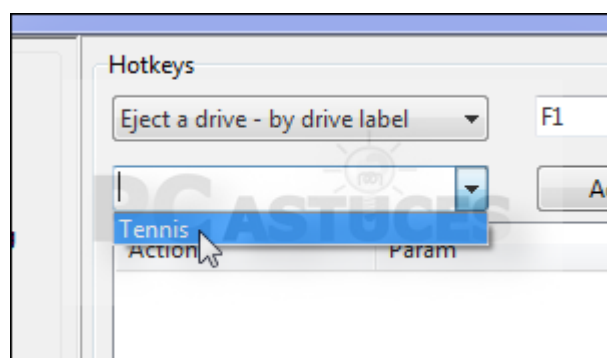 Hotkeys
Eject a drive - by drive label F1
PC ASTUCES
Tennis
Action Param